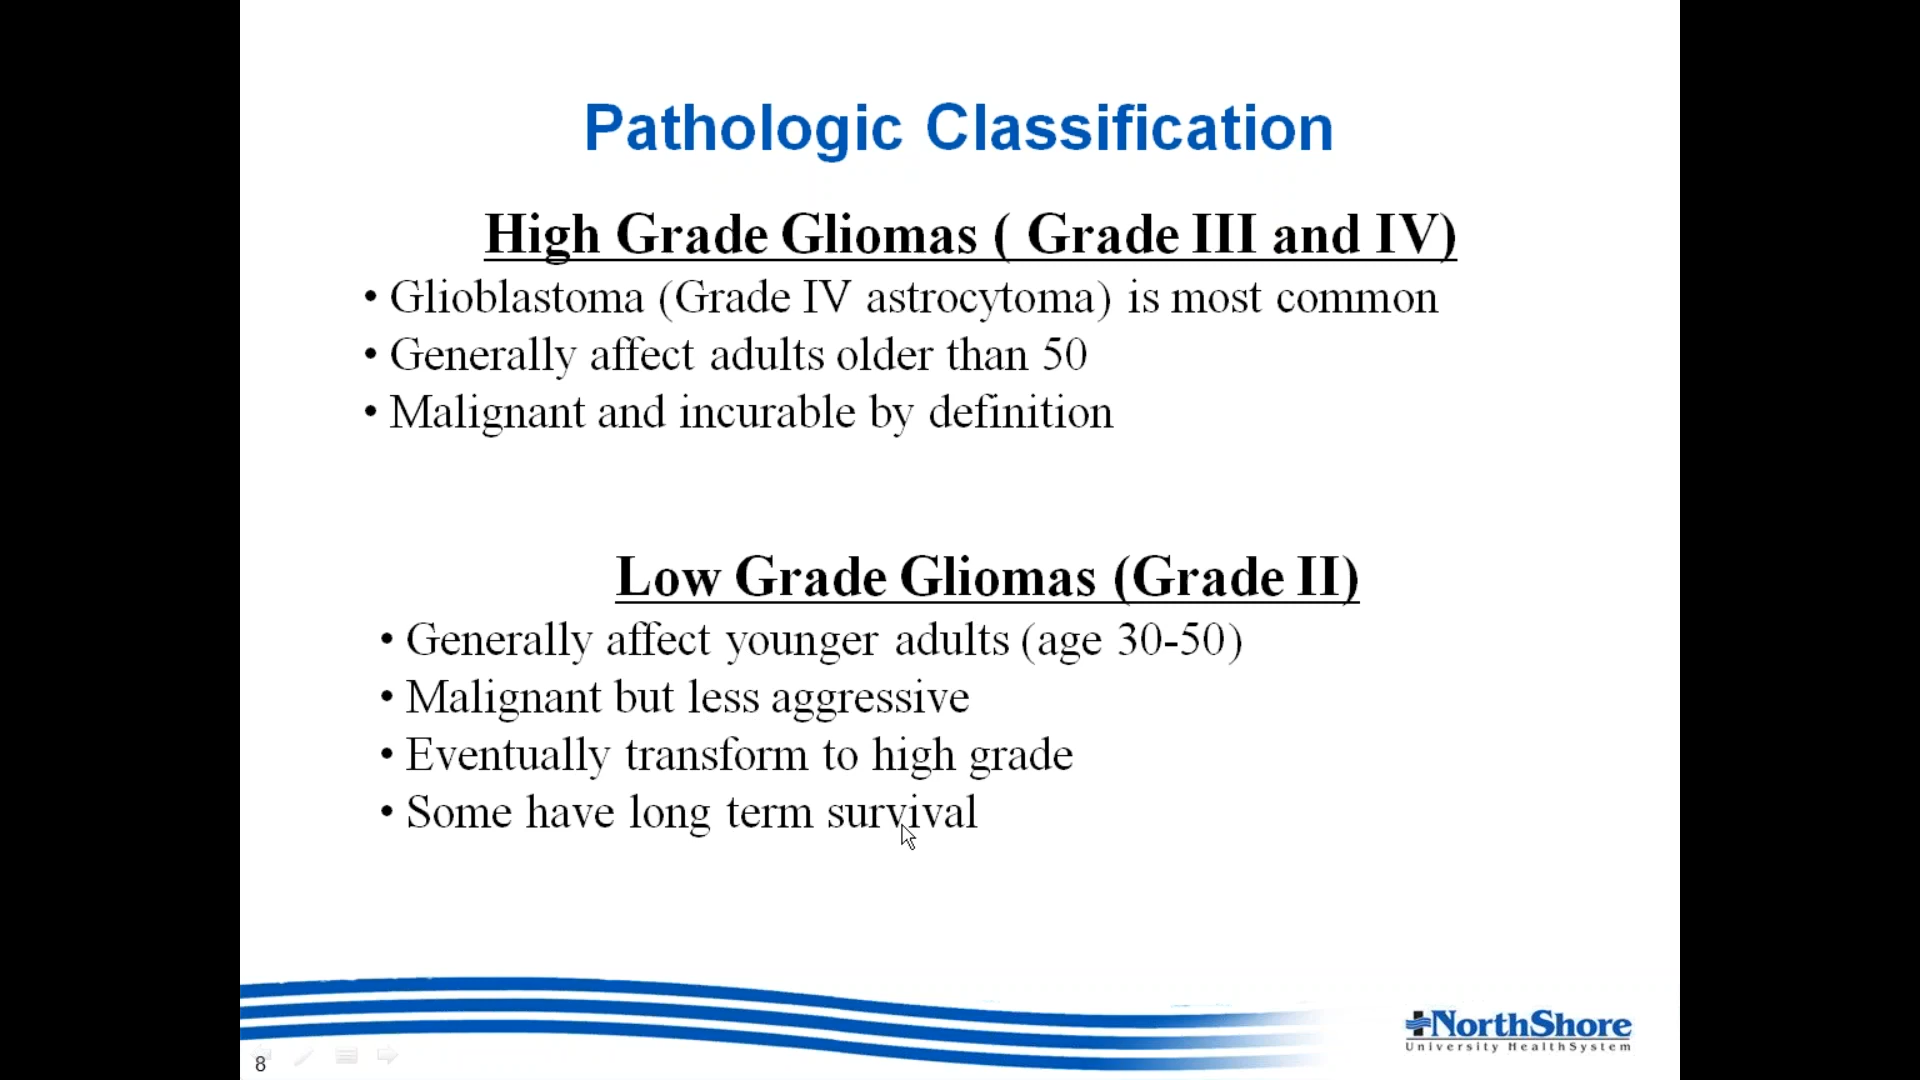 Pathologic Classification
High Grade Gliomas ( Grade III and IV)
• Glioblastoma (Grade IV astrocytoma) is most common
• Generally affect adults older than 50
• Malignant and incurable by definition
Low Grade Gliomas (Grade II)
• Generally affect younger adults (age 30-50)
• Malignant but less aggressive
• Eventually transform to high grade
• Some have long term survival
NorthShore
University HealthSystem
8